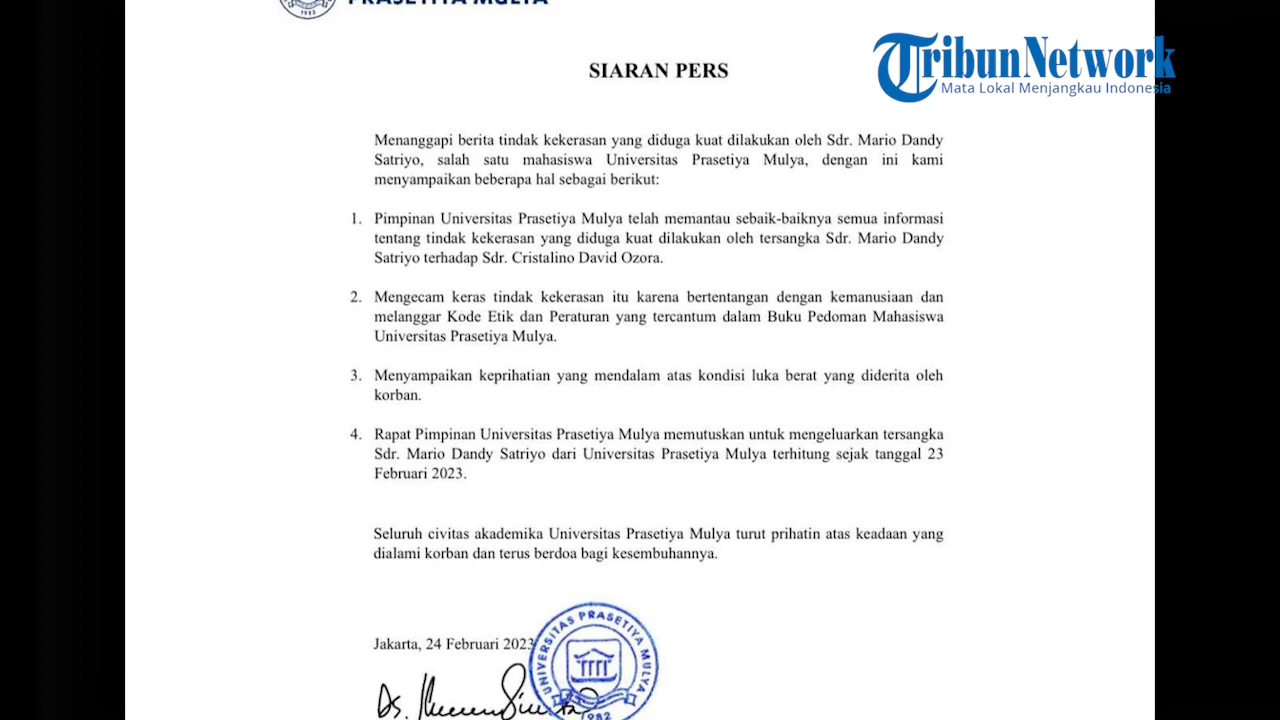 PRASETIYA MULYA
1982
TribunNetwork
Mata Lokal Menjangkau Indonesia
SIARAN PERS
Menanggapi berita tindak kekerasan yang diduga kuat dilakukan oleh Sdr. Mario Dandy
Satriyo, salah satu mahasiswa Universitas Prasetiya Mulya, dengan ini kami
menyampaikan beberapa hal sebagai berikut:
1. Pimpinan Universitas Prasetiya Mulya telah memantau sebaik-baiknya semua informasi
tentang tindak kekerasan yang diduga kuat dilakukan oleh tersangka Sdr. Mario Dandy
Satriyo terhadap Sdr. Cristalino David Ozora.
2. Mengecam keras tindak kekerasan itu karena bertentangan dengan kemanusiaan dan
melanggar Kode Etik dan Peraturan yang tercantum dalam Buku Pedoman Mahasiswa
Universitas Prasetiya Mulya.
3. Menyampaikan keprihatian yang mendalam atas kondisi luka berat yang diderita oleh
korban.
4. Rapat Pimpinan Universitas Prasetiya Mulya memutuskan untuk mengeluarkan tersangka
Sdr. Mario Dandy Satriyo dari Universitas Prasetiya Mulya terhitung sejak tanggal 23
Februari 2023.
Seluruh civitas akademika Universitas Prasetiya Mulya turut prihatin atas keadaan yang
dialami korban dan terus berdoa bagi kesembuhannya.
Jakarta, 24 Februari 2023
UNIVERSITAS PRASETIYA MULYA
1982